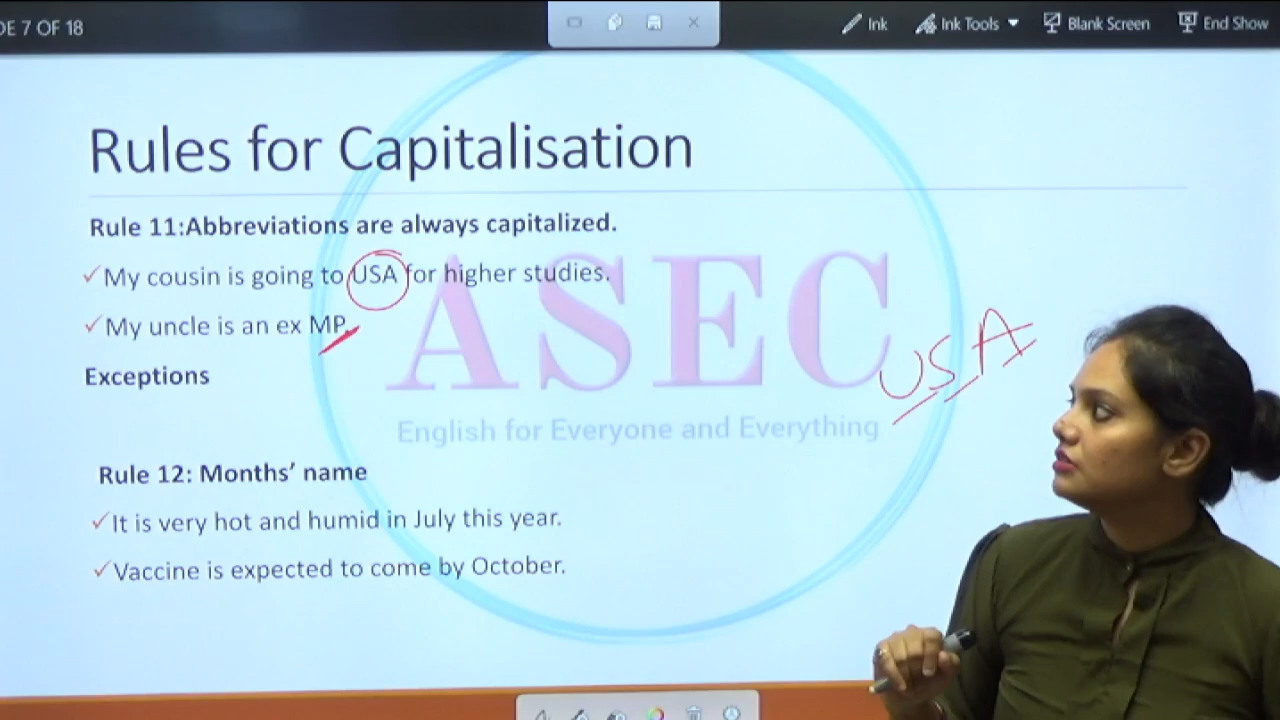 DE 7 OF 18
Ink
Ink Tools
Blank Screen
End Show
Rules for Capitalisation
Rule 11:Abbreviations are always capitalized.
My cousin is going to USA for higher studies.
My uncle is an ex MP.
Exceptions
USA
ASEC
English for Everyone and Everything
Rule 12: Months’ name
It is very hot and humid in July this year.
Vaccine is expected to come by October.